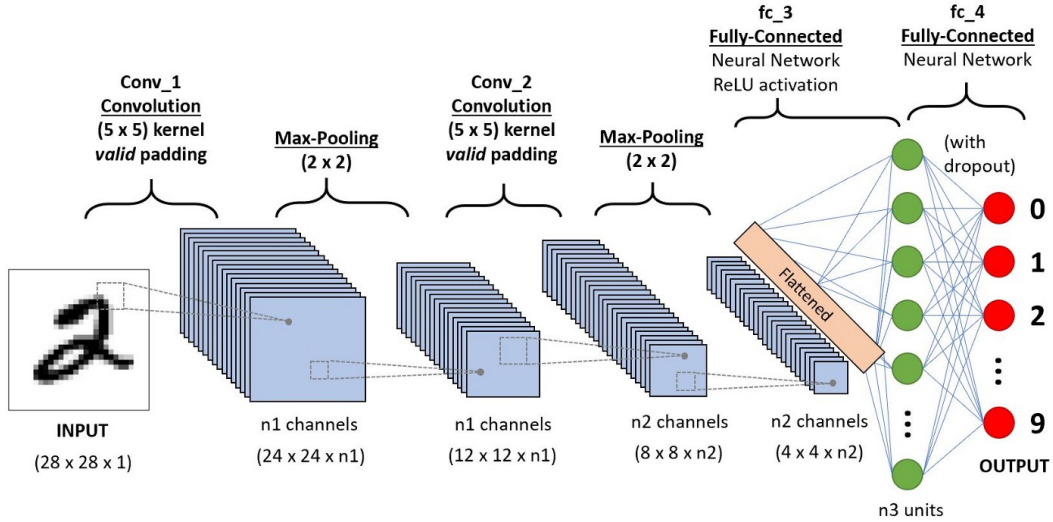 Conv_1
Convolution
(5 x 5) kernel
valid padding
Max-Pooling
(2 x 2)
Conv_2
Convolution
(5 x 5) kernel
valid padding
Max-Pooling
(2 x 2)
fc_3
Fully-Connected
Neural Network
ReLU activation
fc_4
Fully-Connected
Neural Network
(with
dropout)
INPUT
(28 x 28 x 1)
n1 channels
(24 x 24 x n1)
n1 channels
(12 x 12 x n1)
n2 channels
(8 x 8 x n2)
n2 channels
(4 x 4 x n2)
Flattened
n3 units
0
1
2
9
OUTPUT
2